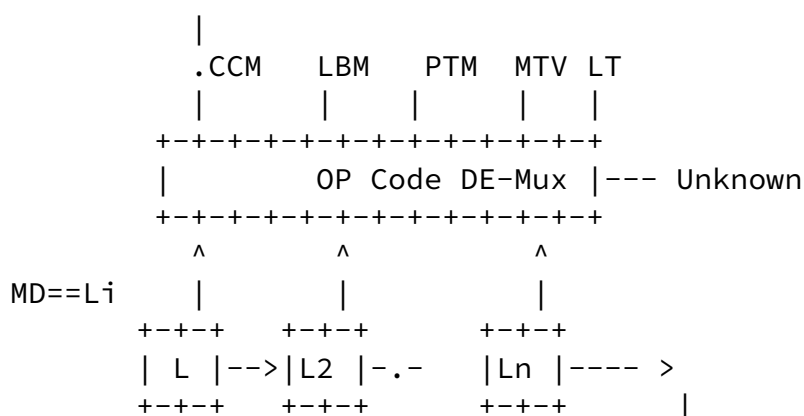 |
.CCM    LBM    PTM   MTV LT
|       |     |      |    |
+-+-+-+-+-+-+-+-+-+-+-+-+
|        OP Code DE-Mux |--- Unknown
+-+-+-+-+-+-+-+-+-+-+-+-+
^       ^          ^
MD==Li    |       |          |
+-+-+   +-+-+      +-+-+
| L |-->|L2 |-.-   |Ln |---- >
+-+-+   +-+-+      +-+-+      |